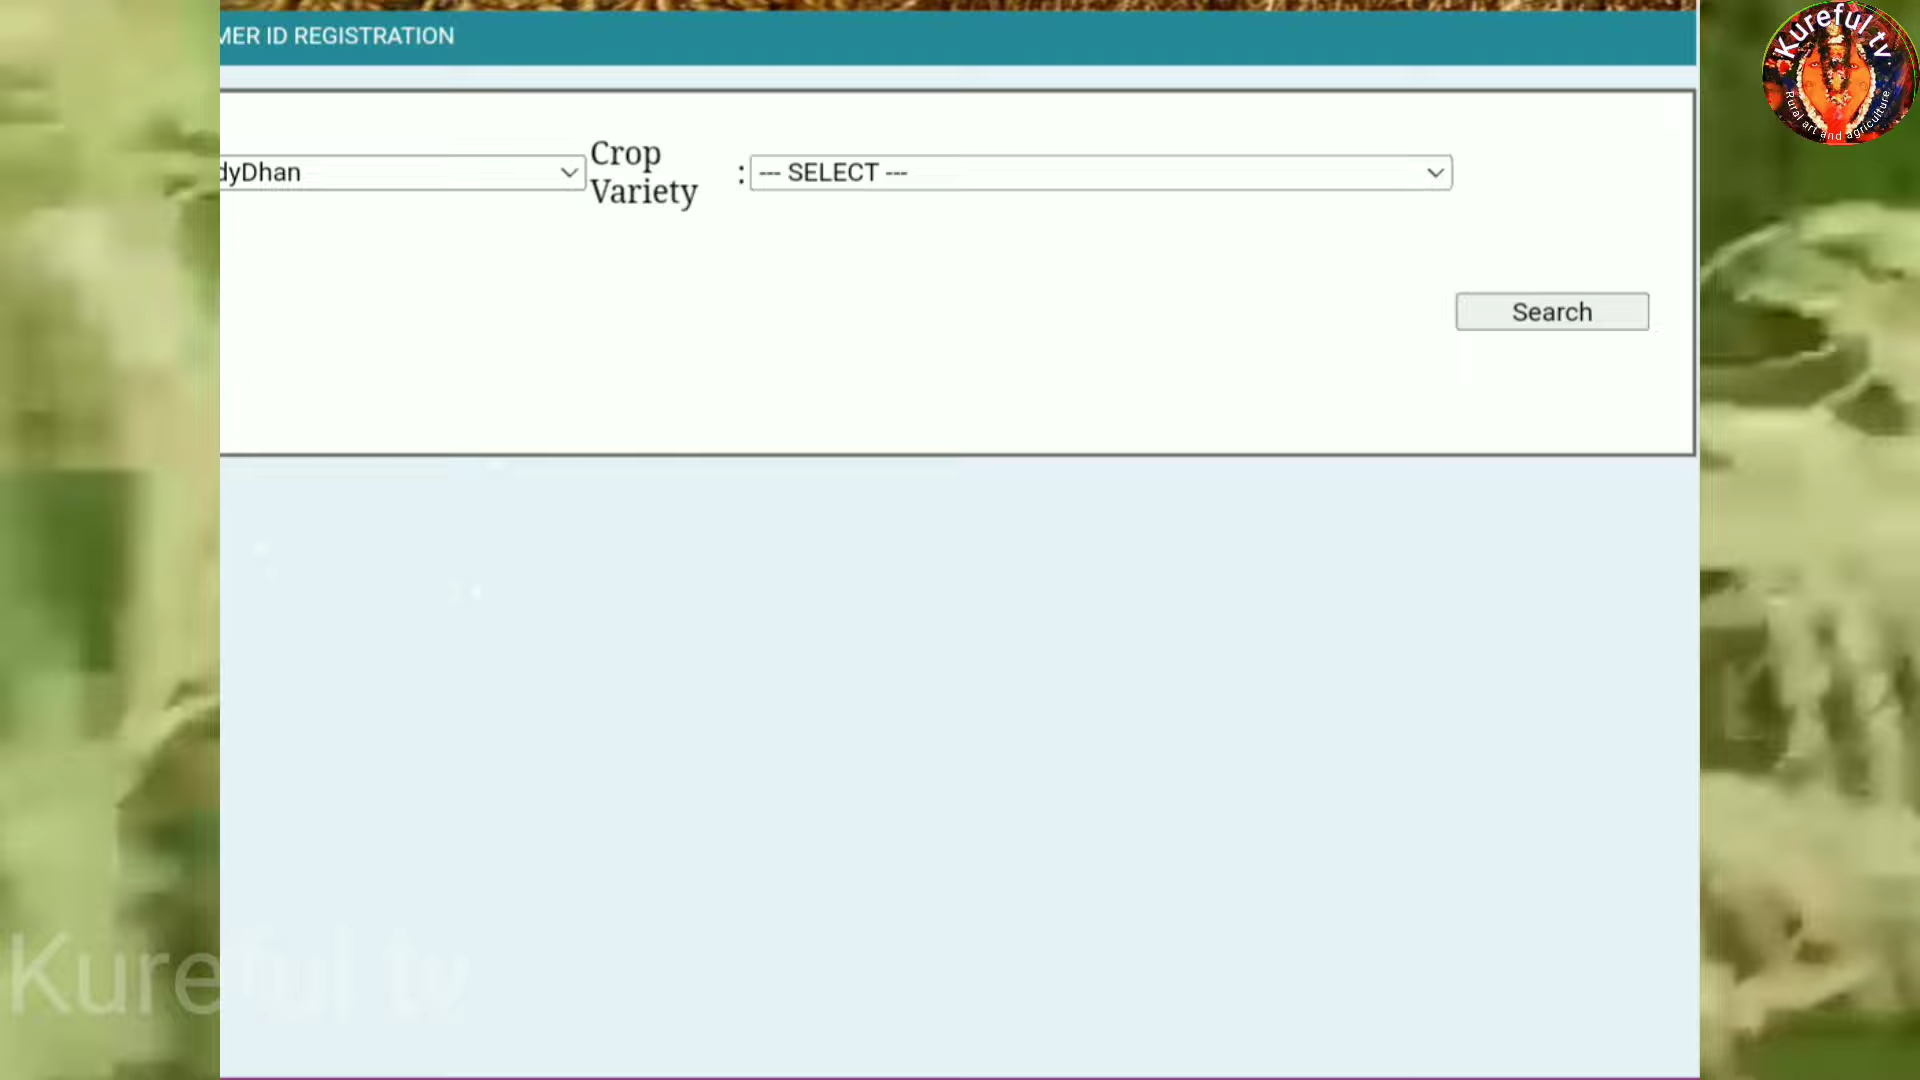 MER ID REGISTRATION
dyDhan
Crop Variety
:
--- SELECT ---
Search
Kureful tv
Rural art and agriculture
Kureful tv